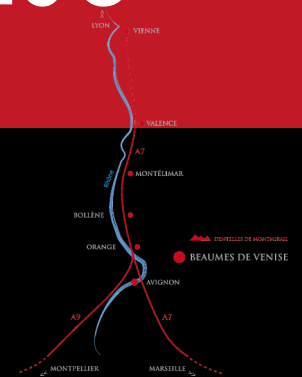 LYON
VIENNE
VALENCE
A7
Rhône
MONTÉLIMAR
BOLLÈNE
ORANGE
DENTELLES DE MONTMIRAIL
BEAUMES DE VENISE
AVIGNON
A9
A7
MONTPELLIER
MARSEILLE